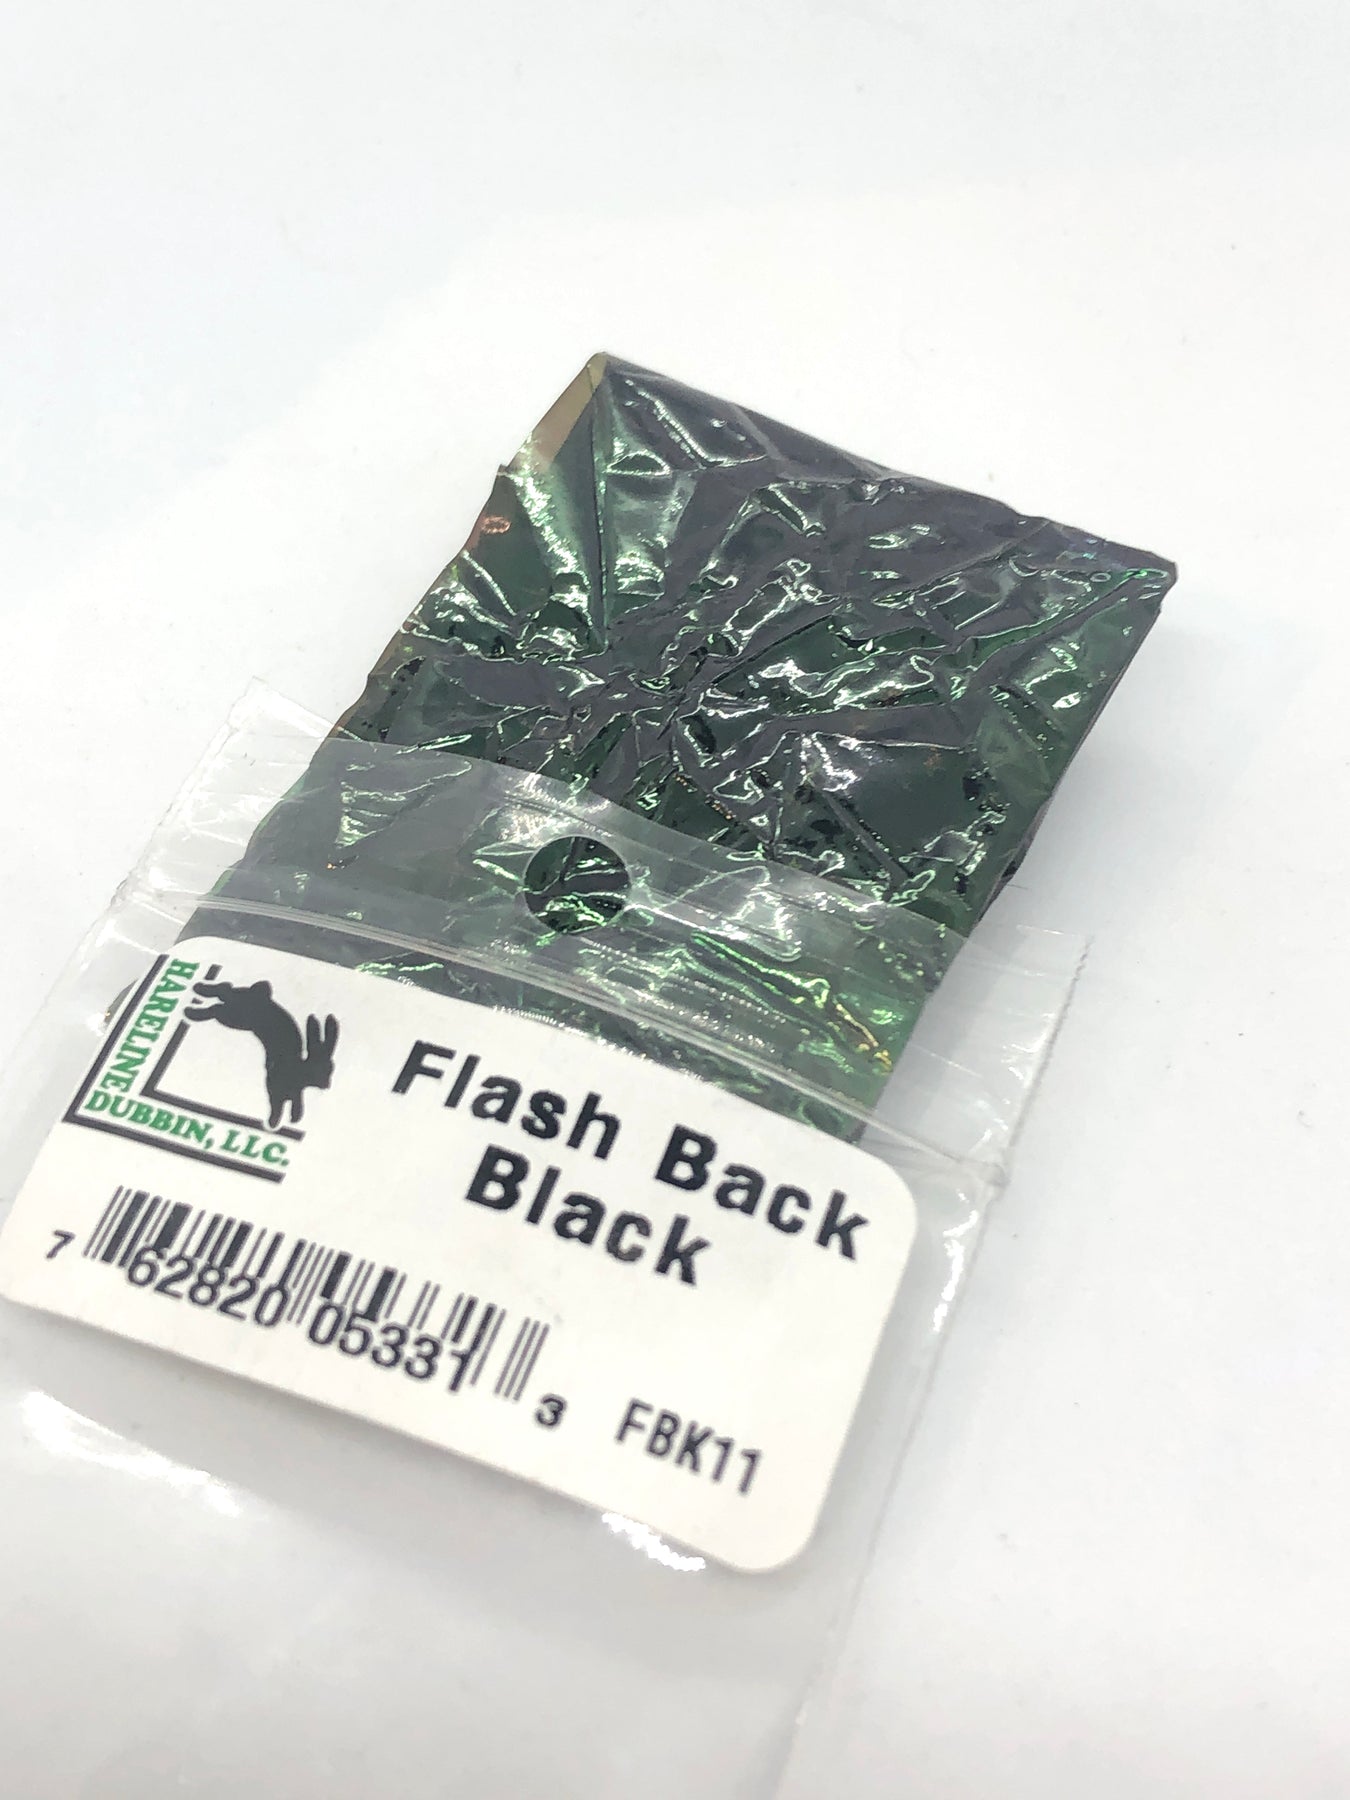 HARELINE
DUBBIN, LLC.
Flash Back
Black
7 62820 05331 3
FBK11